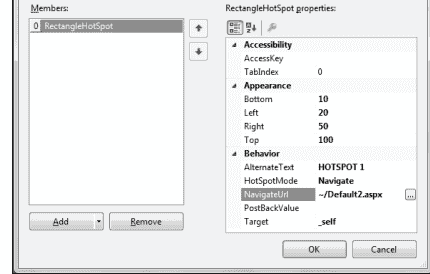 Members:
RectangleHotSpot properties:
0 RectangleHotSpot
Accessibility
AccessKey
TabIndex 0
Appearance
Bottom 10
Left 20
Right 50
Top 100
Behavior
AlternateText HOTSPOT 1
HotSpotMode Navigate
NavigateUrl ~/Default2.aspx ...
PostBackValue
Target _self
Add Remove
OK Cancel